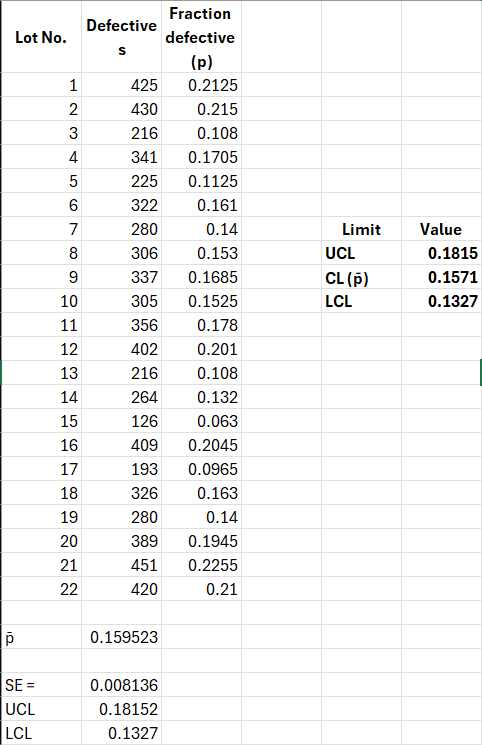 Lot No. Defectives Fraction defective (p)
1 425 0.2125
2 430 0.215
3 216 0.108
4 341 0.1705
5 225 0.1125
6 322 0.161
7 280 0.14 Limit Value
8 306 0.153 UCL 0.1815
9 337 0.1685 CL (p̄) 0.1571
10 305 0.1525 LCL 0.1327
11 356 0.178
12 402 0.201
13 216 0.108
14 264 0.132
15 126 0.063
16 409 0.2045
17 193 0.0965
18 326 0.163
19 280 0.14
20 389 0.1945
21 451 0.2255
22 420 0.21
p̄ 0.159523
SE = 0.008136
UCL 0.18152
LCL 0.1327